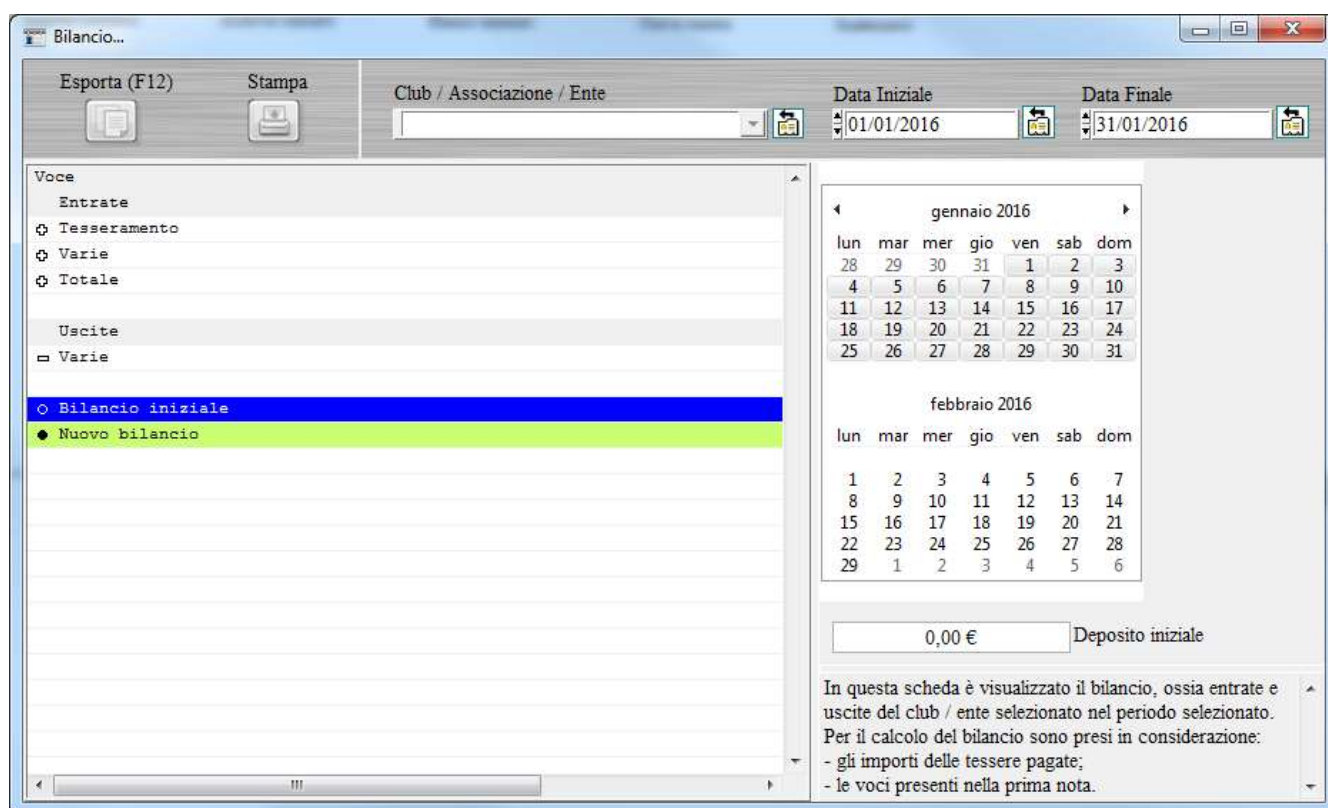 Bilancio...
Esporta (F12) Stampa
Club / Associazione / Ente
Data Iniziale Data Finale
01/01/2016 31/01/2016
Voce
Entrate
Tesseramento
Varie
Totale
Uscite
Varie
Bilancio iniziale
Nuovo bilancio
gennaio 2016
lun mar mer gio ven sab dom
28 29 30 31 1 2 3
4 5 6 7 8 9 10
11 12 13 14 15 16 17
18 19 20 21 22 23 24
25 26 27 28 29 30 31
febbraio 2016
lun mar mer gio ven sab dom
1 2 3 4 5 6 7
8 9 10 11 12 13 14
15 16 17 18 19 20 21
22 23 24 25 26 27 28
29 1 2 3 4 5 6
0,00 € Deposito iniziale
In questa scheda è visualizzato il bilancio, ossia entrate e
uscite del club / ente selezionato nel periodo selezionato.
Per il calcolo del bilancio sono presi in considerazione:
- gli importi delle tessere pagate;
- le voci presenti nella prima nota.